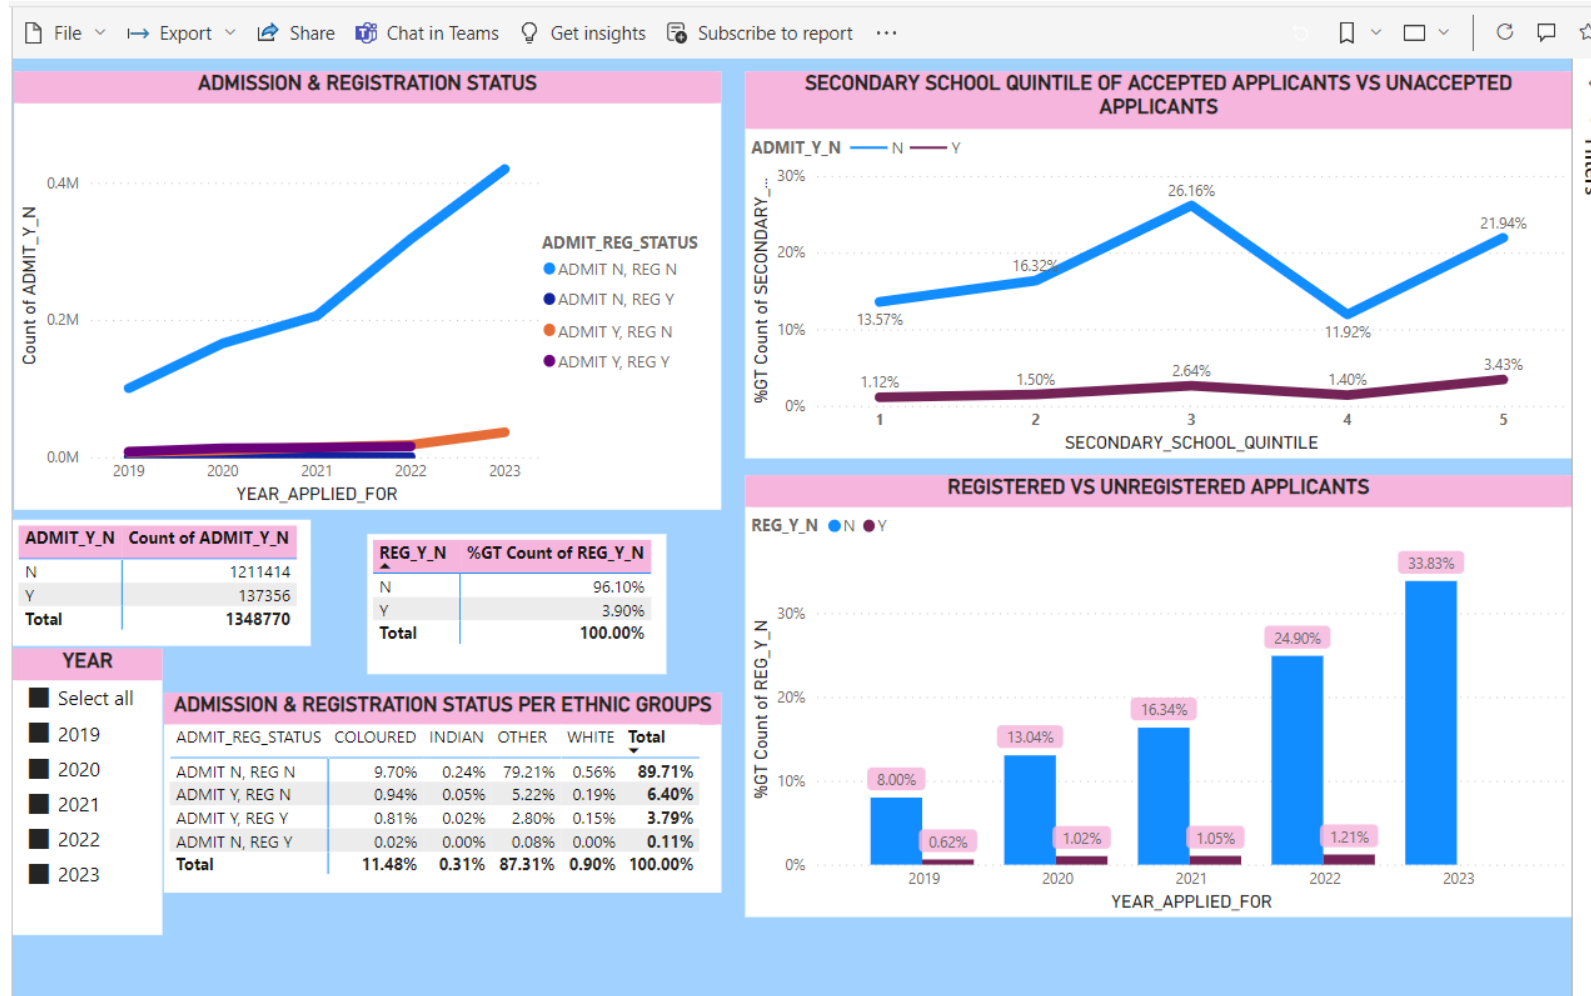 File Export Share Chat in Teams Get insights Subscribe to report ...
ADMISSION & REGISTRATION STATUS
Count of ADMIT_Y_N
0.4M
0.2M
0.0M
2019 2020 2021 2022 2023
YEAR_APPLIED_FOR
ADMIT_REG_STATUS
ADMIT N, REG N
ADMIT N, REG Y
ADMIT Y, REG N
ADMIT Y, REG Y
SECONDARY SCHOOL QUINTILE OF ACCEPTED APPLICANTS VS UNACCEPTED
APPLICANTS
ADMIT_Y_N N Y
%GT Count of SECONDARY_...
30%
20%
10%
0%
13.57% 16.32% 26.16% 11.92% 21.94%
1.12% 1.50% 2.64% 1.40% 3.43%
1 2 3 4 5
SECONDARY_SCHOOL_QUINTILE
Filters
ADMIT_Y_N Count of ADMIT_Y_N
N 1211414
Y 137356
Total 1348770
REG_Y_N %GT Count of REG_Y_N
N 96.10%
Y 3.90%
Total 100.00%
YEAR
Select all
2019
2020
2021
2022
2023
ADMISSION & REGISTRATION STATUS PER ETHNIC GROUPS
ADMIT_REG_STATUS COLOURED INDIAN OTHER WHITE Total
ADMIT N, REG N 9.70% 0.24% 79.21% 0.56% 89.71%
ADMIT Y, REG N 0.94% 0.05% 5.22% 0.19% 6.40%
ADMIT Y, REG Y 0.81% 0.02% 2.80% 0.15% 3.79%
ADMIT N, REG Y 0.02% 0.00% 0.08% 0.00% 0.11%
Total 11.48% 0.31% 87.31% 0.90% 100.00%
REGISTERED VS UNREGISTERED APPLICANTS
REG_Y_N N Y
%GT Count of REG_Y_N
30%
20%
10%
0%
8.00% 13.04% 16.34% 24.90% 33.83%
0.62% 1.02% 1.05% 1.21%
2019 2020 2021 2022 2023
YEAR_APPLIED_FOR